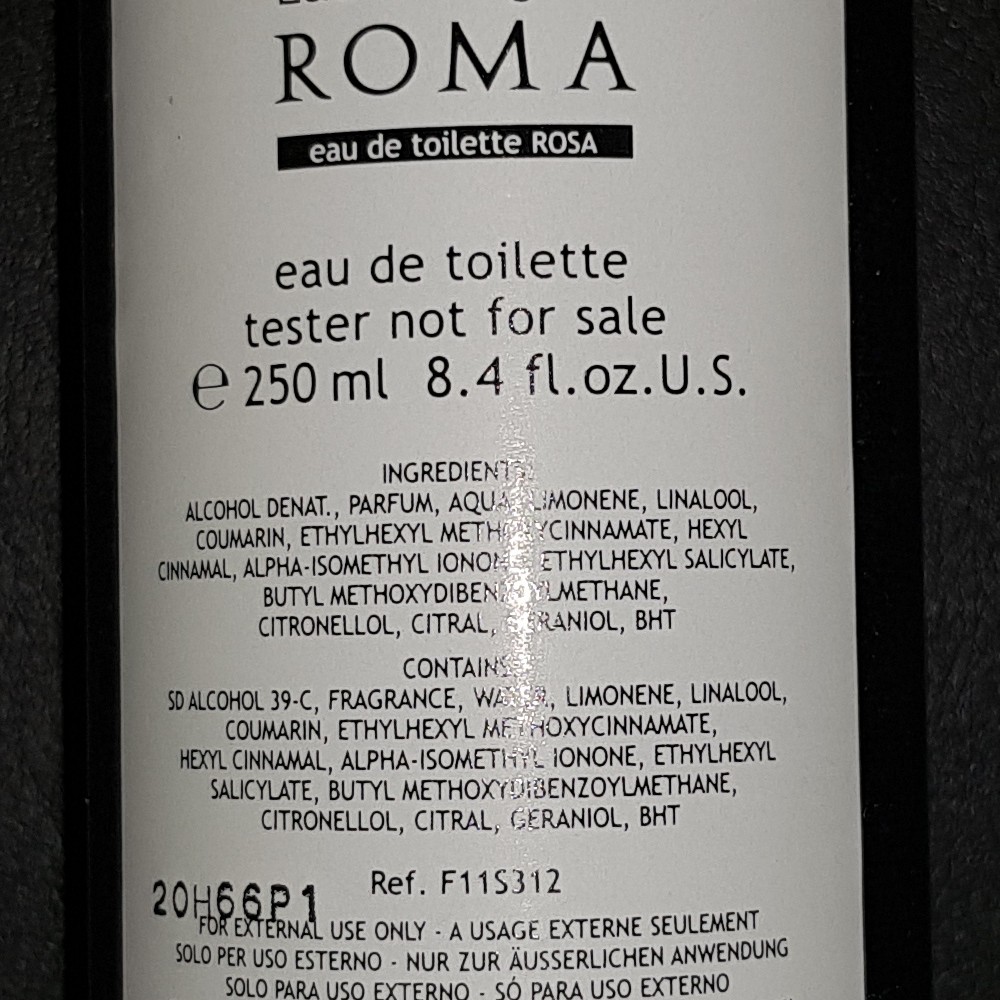 ROMA
eau de toilette ROSA
eau de toilette
tester not for sale
℮ 250 ml 8.4 fl.oz.U.S.
INGREDIENTS:
ALCOHOL DENAT., PARFUM, AQUA, LIMONENE, LINALOOL,
COUMARIN, ETHYLHEXYL METHOXYCINNAMATE, HEXYL
CINNAMAL, ALPHA-ISOMETHYL IONONE, ETHYLHEXYL SALICYLATE,
BUTYL METHOXYDIBENZOYLMETHANE,
CITRONELLOL, CITRAL, GERANIOL, BHT
CONTAINS:
SD ALCOHOL 39-C, FRAGRANCE, WATER, LIMONENE, LINALOOL,
COUMARIN, ETHYLHEXYL METHOXYCINNAMATE,
HEXYL CINNAMAL, ALPHA-ISOMETHYL IONONE, ETHYLHEXYL
SALICYLATE, BUTYL METHOXYDIBENZOYLMETHANE,
CITRONELLOL, CITRAL, GERANIOL, BHT
Ref. F11S312
20H66P1
FOR EXTERNAL USE ONLY - A USAGE EXTERNE SEULEMENT
SOLO PER USO ESTERNO - NUR ZUR ÄUSSERLICHEN ANWENDUNG
SOLO PARA USO EXTERNO - SÓ PARA USO EXTERNO